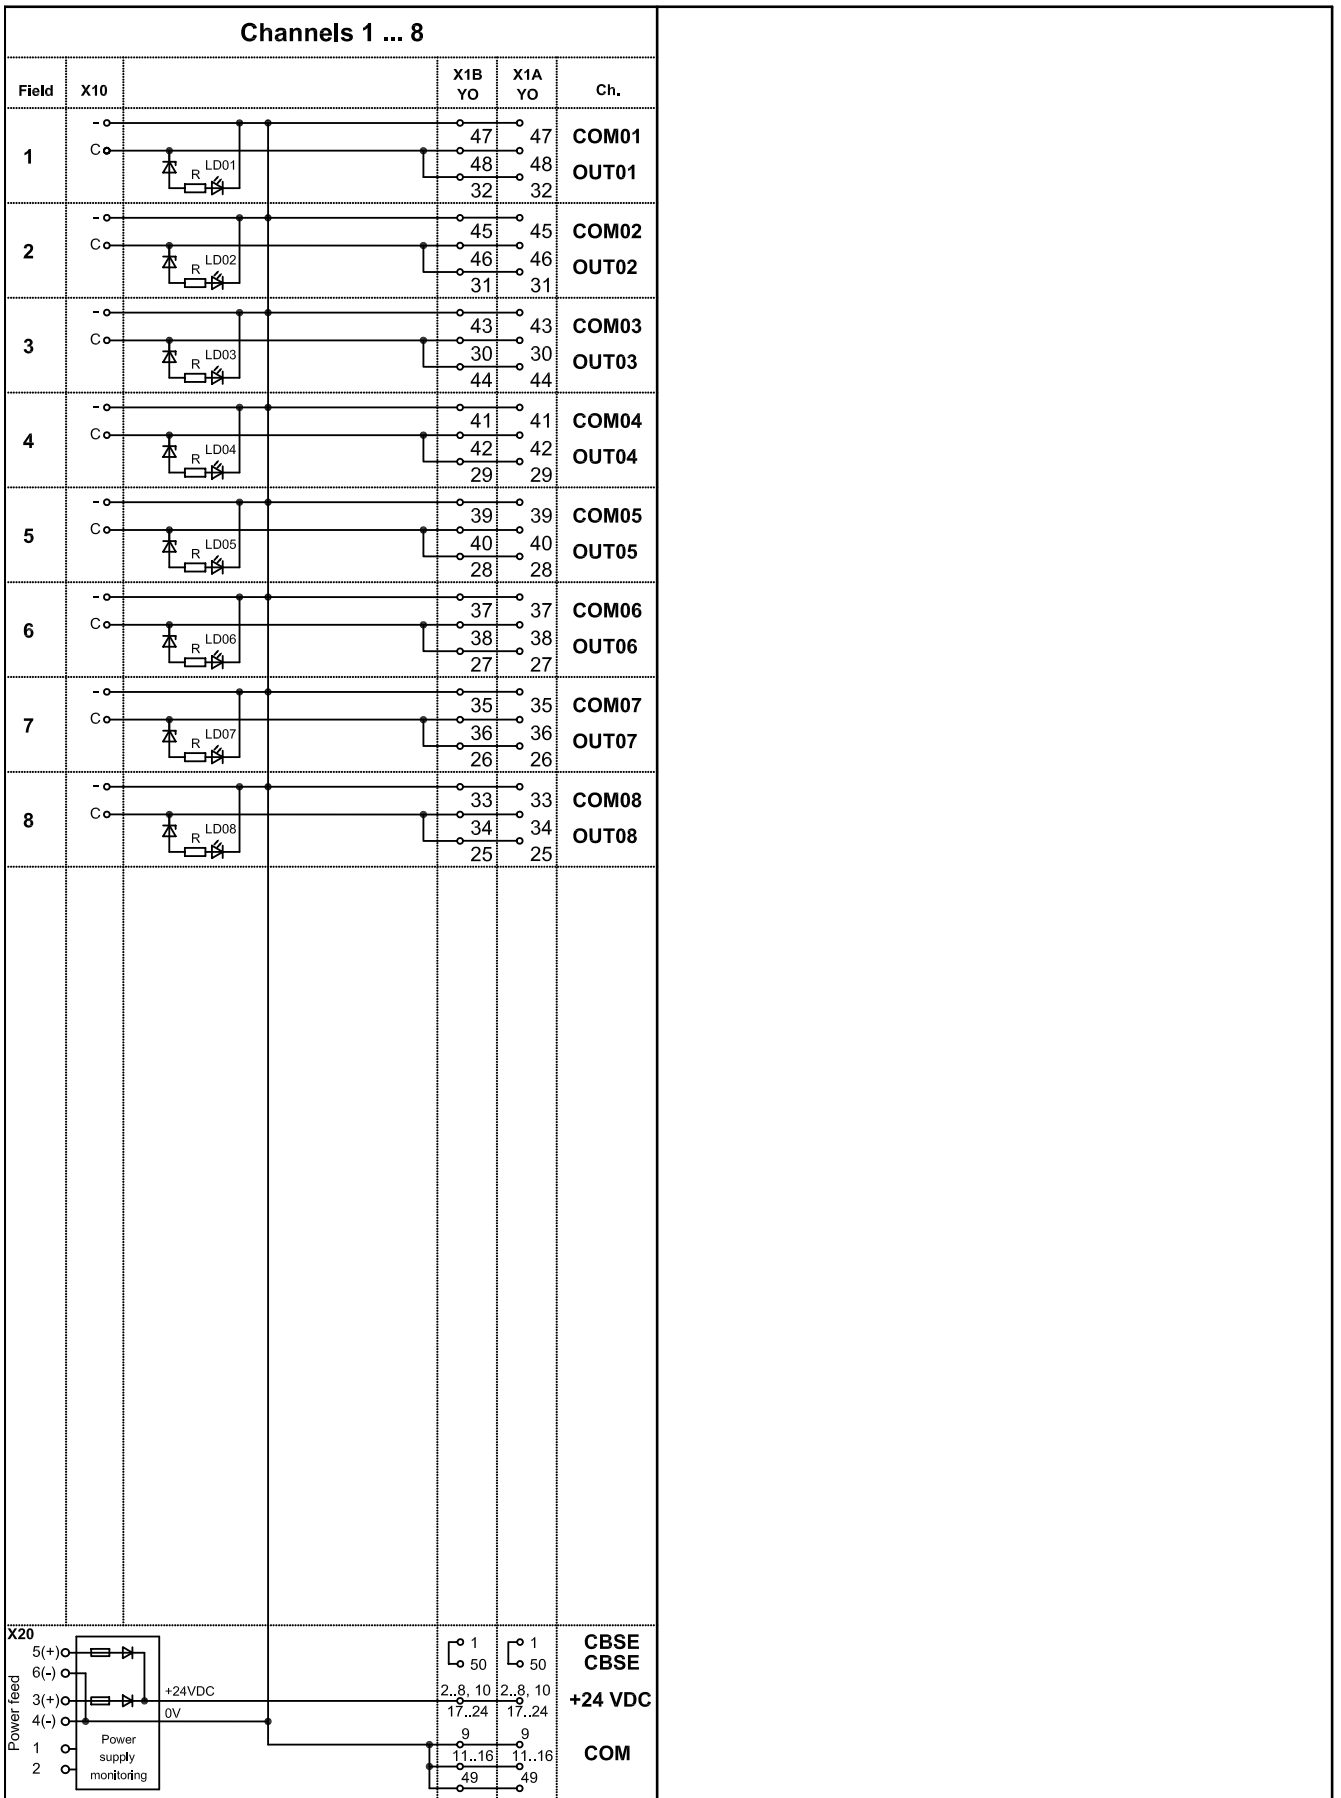 Channels 1 ... 8
Field X10 X1B YO X1A YO Ch.
- 47 47 COM01
1 C R LD01 48 48 OUT01
32 32
- 45 45 COM02
2 C R LD02 46 46 OUT02
31 31
- 43 43 COM03
3 C R LD03 30 30 OUT03
44 44
- 41 41 COM04
4 C R LD04 42 42 OUT04
29 29
- 39 39 COM05
5 C R LD05 40 40 OUT05
28 28
- 37 37 COM06
6 C R LD06 38 38 OUT06
27 27
- 35 35 COM07
7 C R LD07 36 36 OUT07
26 26
- 33 33 COM08
8 C R LD08 34 34 OUT08
25 25
X20
Power feed
5(+) 1 1 CBSE
6(-) 50 50 CBSE
3(+) +24VDC 2..8, 10 2..8, 10 +24 VDC
17..24 17..24
4(-) 0V
9 9
1 Power 11..16 11..16 COM
supply
2 monitoring 49 49